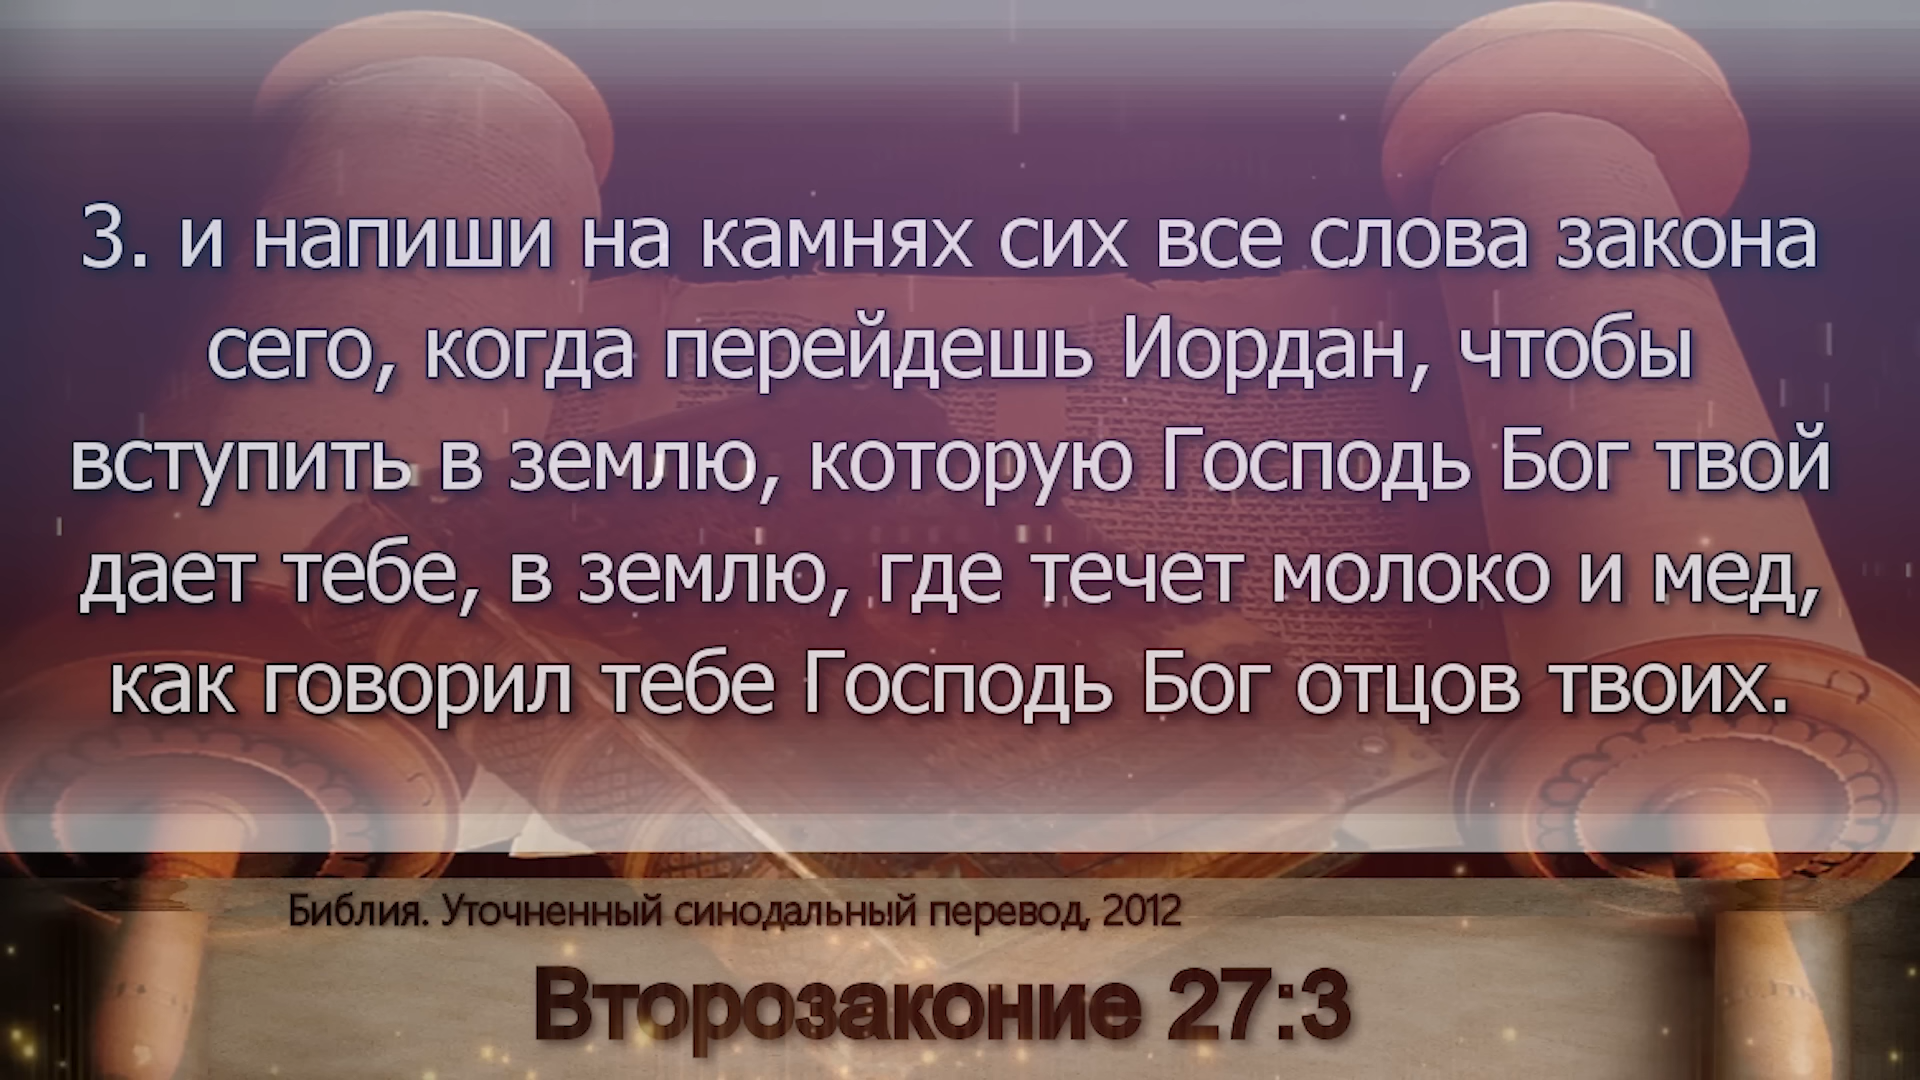 3. и напиши на камнях сих все слова закона
сего, когда перейдешь Иордан, чтобы
вступить в землю, которую Господь Бог твой
дает тебе, в землю, где течет молоко и мед,
как говорил тебе Господь Бог отцов твоих.
Библия. Уточненный синодальный перевод, 2012
Второзаконие 27:3